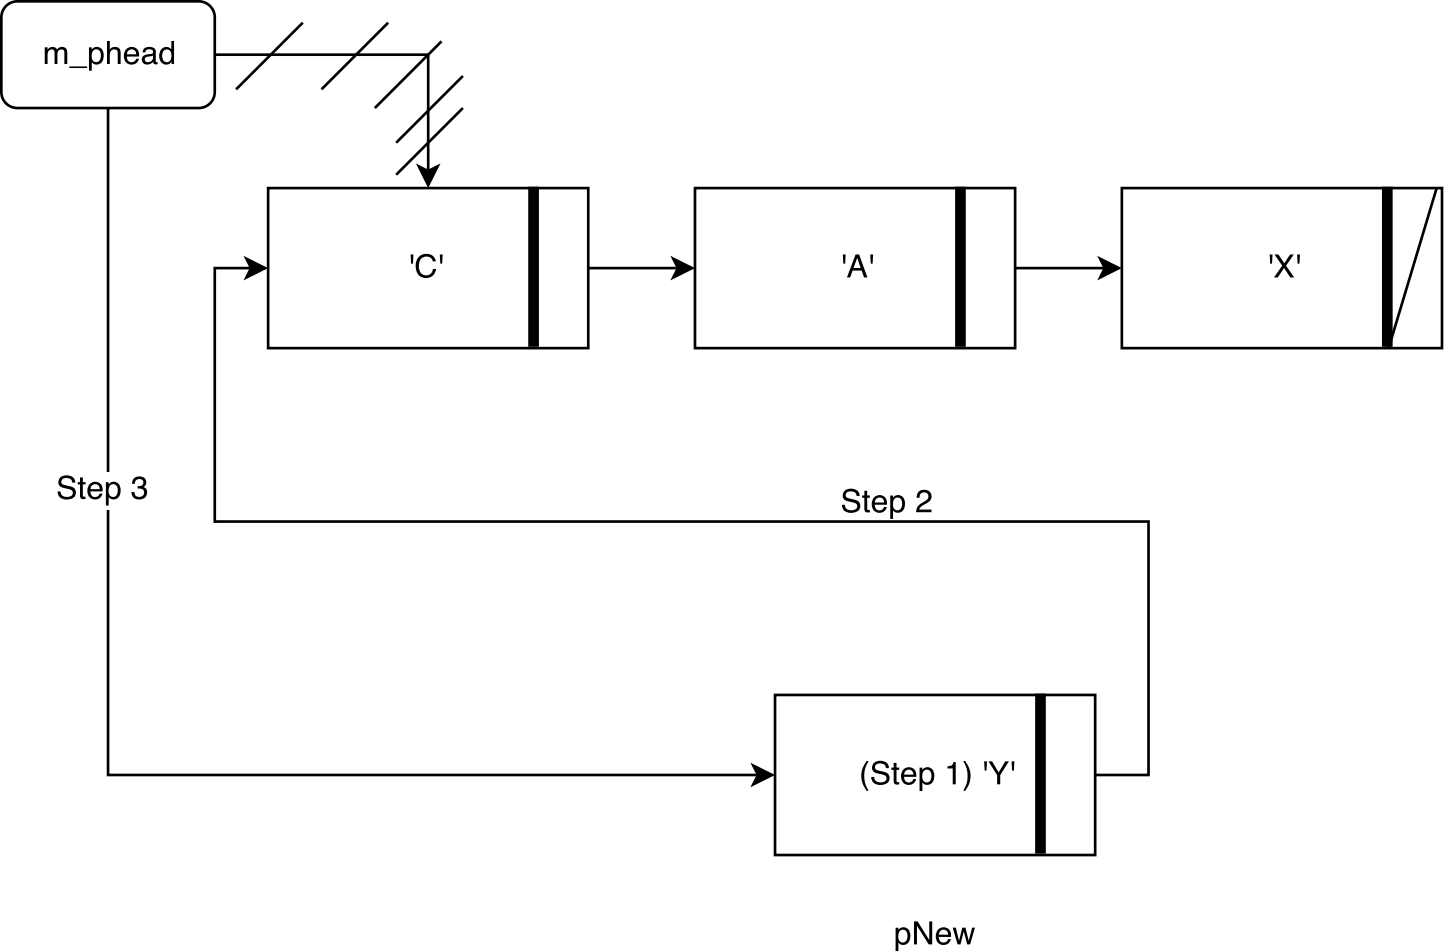 m_phead
'C'
'A'
'X'
Step 3
Step 2
(Step 1) 'Y'
pNew